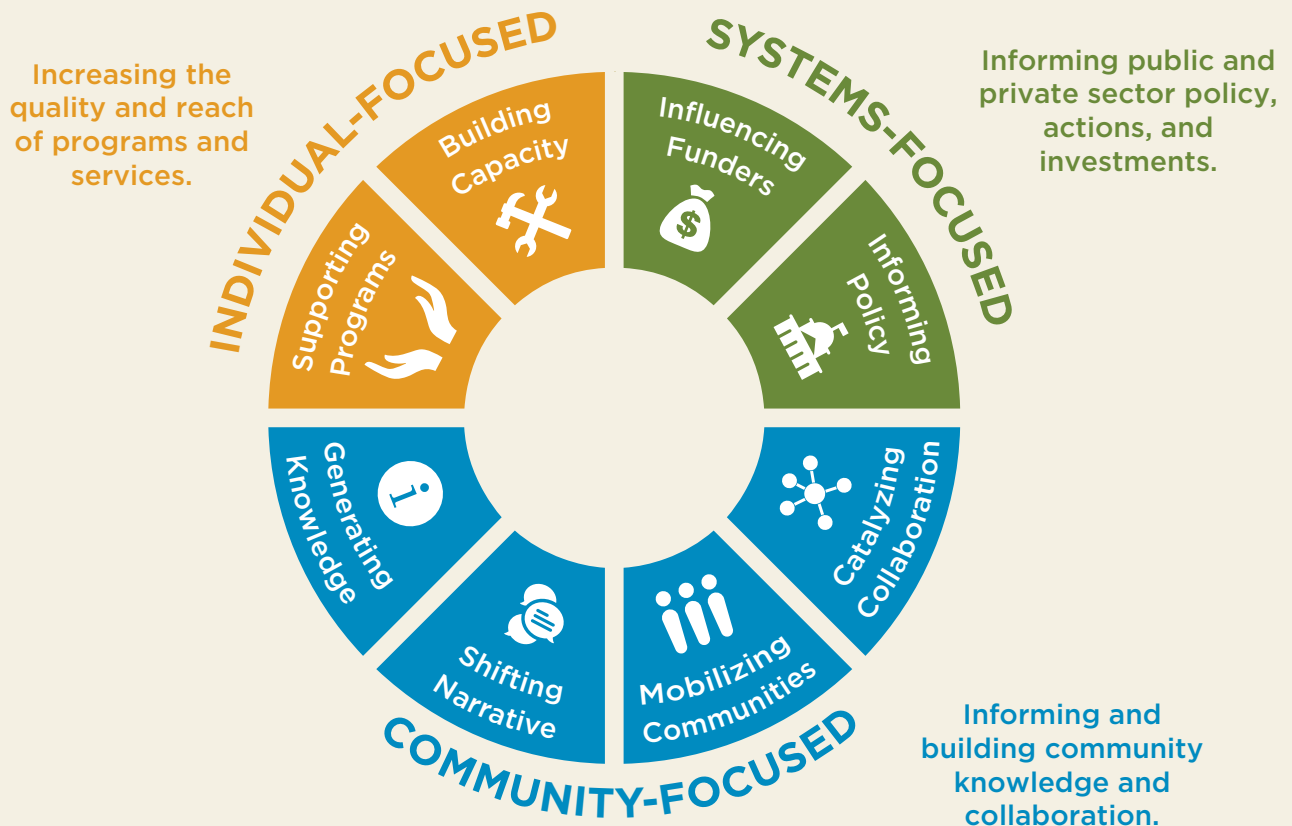 INDIVIDUAL-FOCUSED
Increasing the
quality and reach
of programs and
services.
Supporting
Programs
Building
Capacity
SYSTEMS-FOCUSED
Informing public and
private sector policy,
actions, and
investments.
Influencing
Funders
$
Informing
Policy
COMMUNITY-FOCUSED
Informing and
building community
knowledge and
collaboration.
Catalyzing
Collaboration
Mobilizing
Communities
Shifting
Narrative
Generating
Knowledge
i